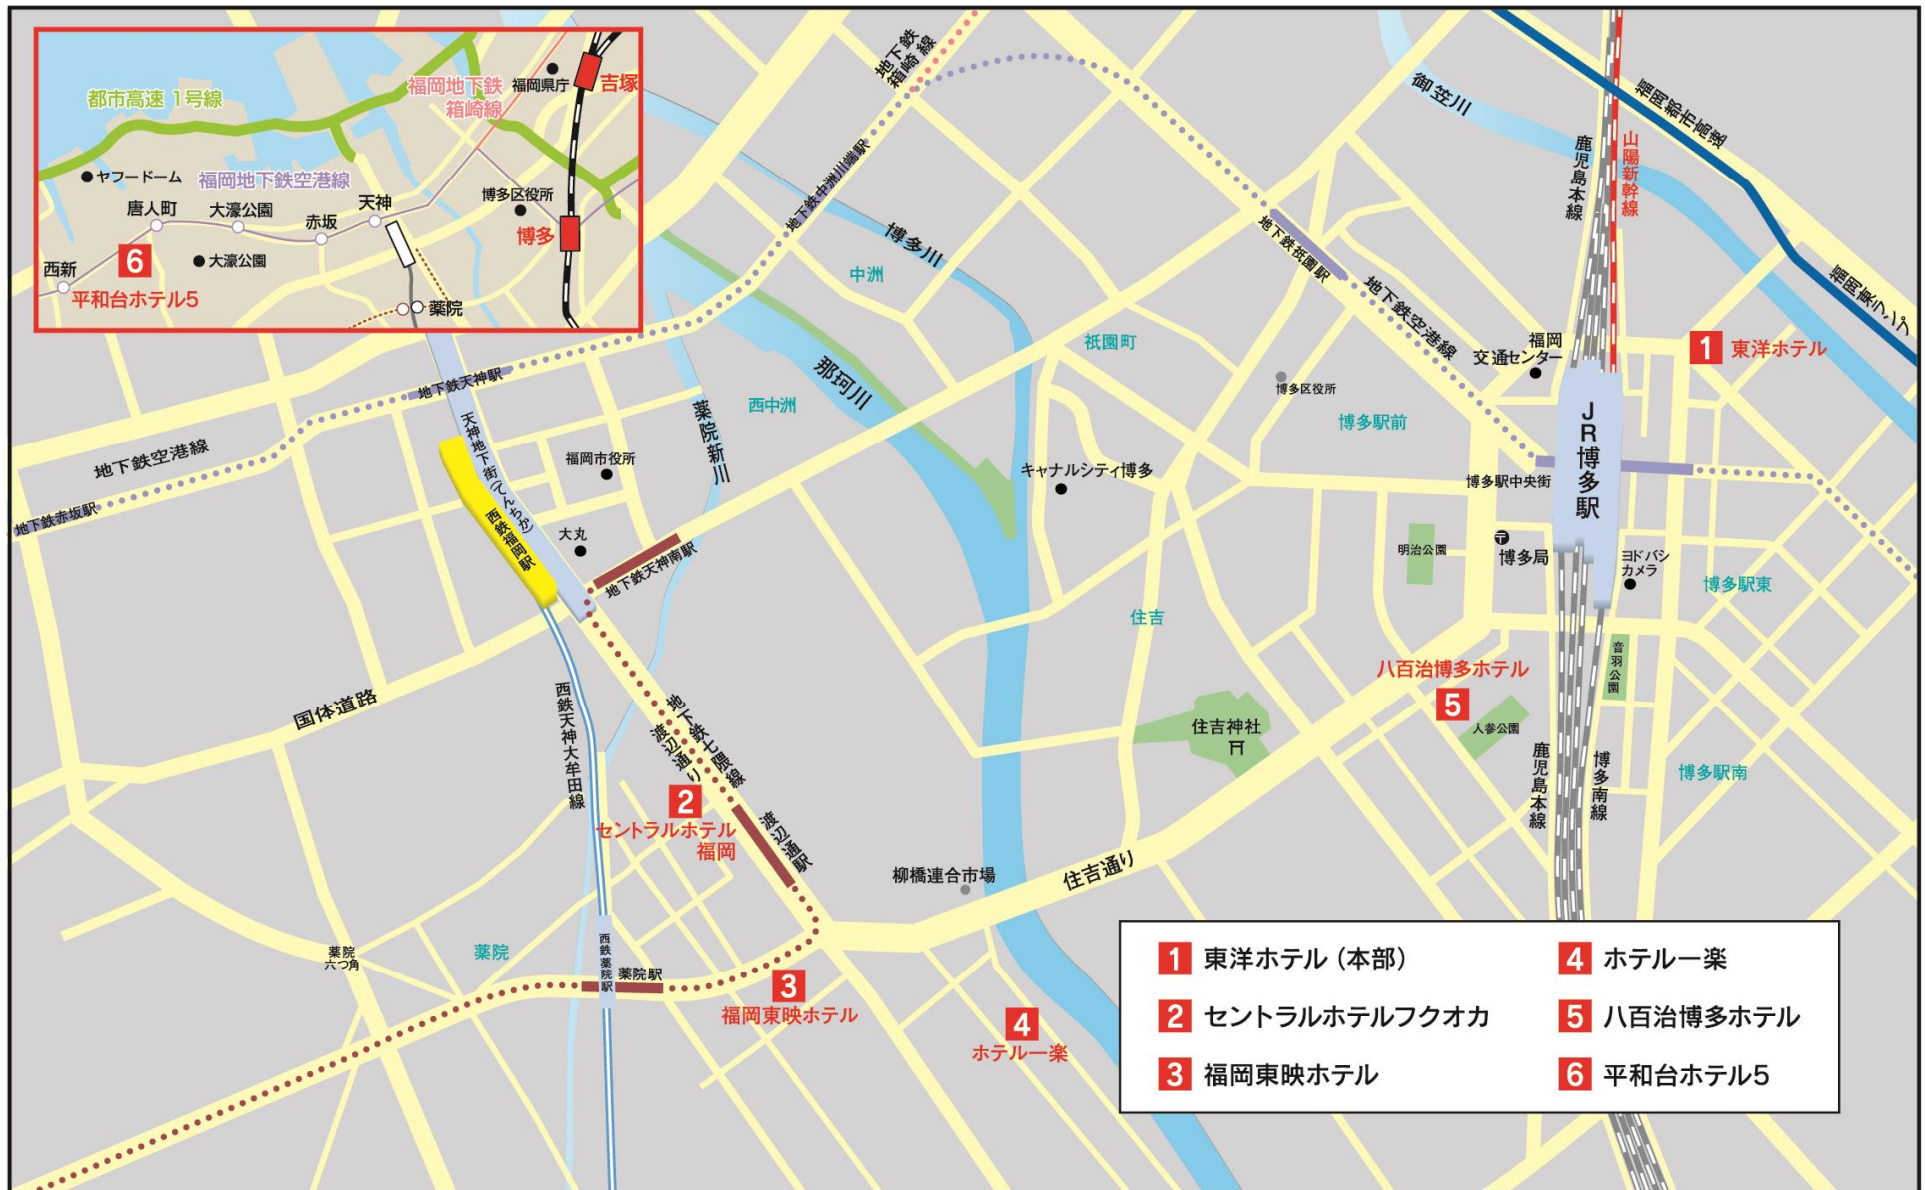 都市高速 1号線
福岡地下鉄
箱崎線
福岡県庁
吉塚
ヤフードーム
福岡地下鉄空港線
博多区役所
唐人町
大濠公園
赤坂
天神
博多
西新
6
大濠公園
平和台ホテル5
薬院
地下鉄
箱崎線
御笠川
福岡都市高速
鹿児島本線
山陽新幹線
地下鉄中洲川端駅
博多川
中洲
地下鉄祇園駅
地下鉄空港線
福岡東ランプ
祇園町
福岡
交通センター
1
東洋ホテル
那珂川
博多区役所
地下鉄天神駅
薬院新川
西中洲
博多駅前
JR博多駅
天神地下街(てんちか)
地下鉄空港線
福岡市役所
キャナルシティ博多
博多駅中央街
地下鉄赤坂駅
西鉄福岡駅
大丸
地下鉄天神南駅
明治公園
博多局
ヨドバシ
カメラ
博多駅東
住吉
音羽公園
八百治博多ホテル
5
国体道路
西鉄天神大牟田線
地下鉄七隈線
渡辺通り
住吉神社
人参公園
鹿児島本線
博多南線
博多駅南
2
セントラルホテル
福岡
渡辺通駅
柳橋連合市場
住吉通り
薬院
六つ角
薬院
西鉄薬院駅
薬院駅
3
福岡東映ホテル
4
ホテル一楽
1 東洋ホテル（本部）
2 セントラルホテルフクオカ
3 福岡東映ホテル
4 ホテル一楽
5 八百治博多ホテル
6 平和台ホテル5